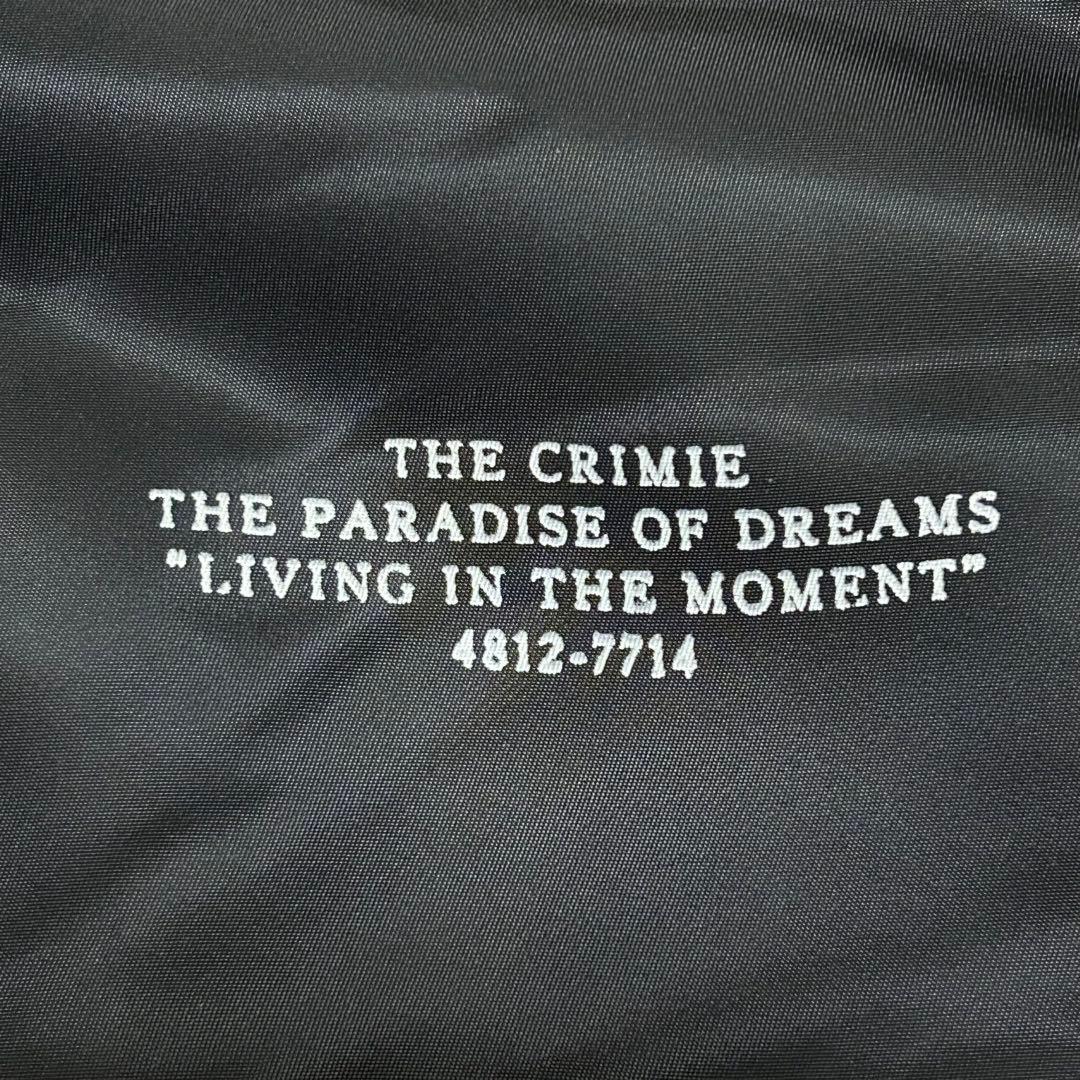 THE CRIMIE
THE PARADISE OF DREAMS
“LIVING IN THE MOMENT”
4812-7714